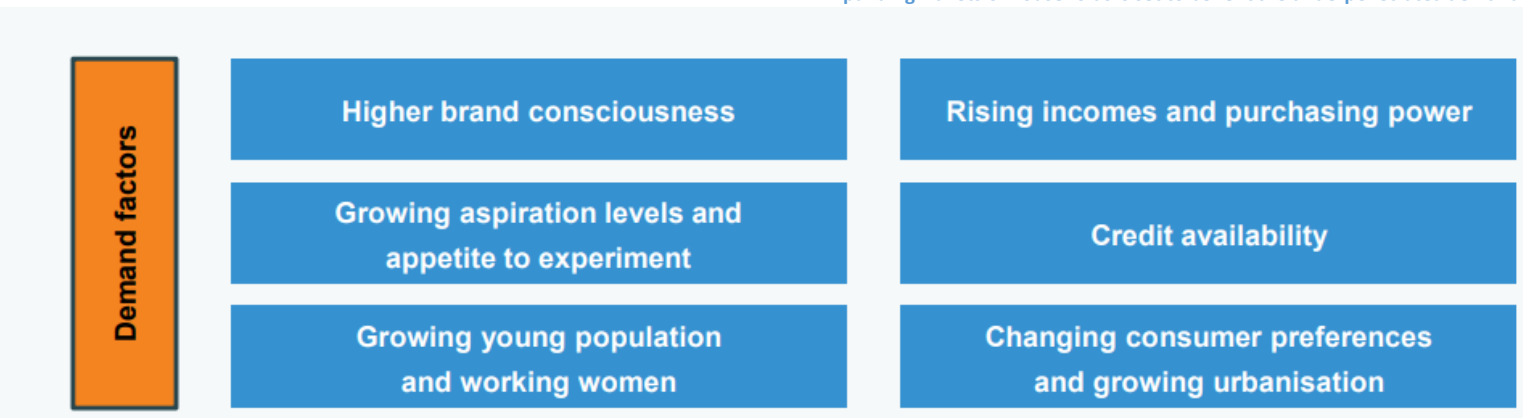 Demand factors
Higher brand consciousness
Rising incomes and purchasing power
Growing aspiration levels and
appetite to experiment
Credit availability
Growing young population
and working women
Changing consumer preferences
and growing urbanisation